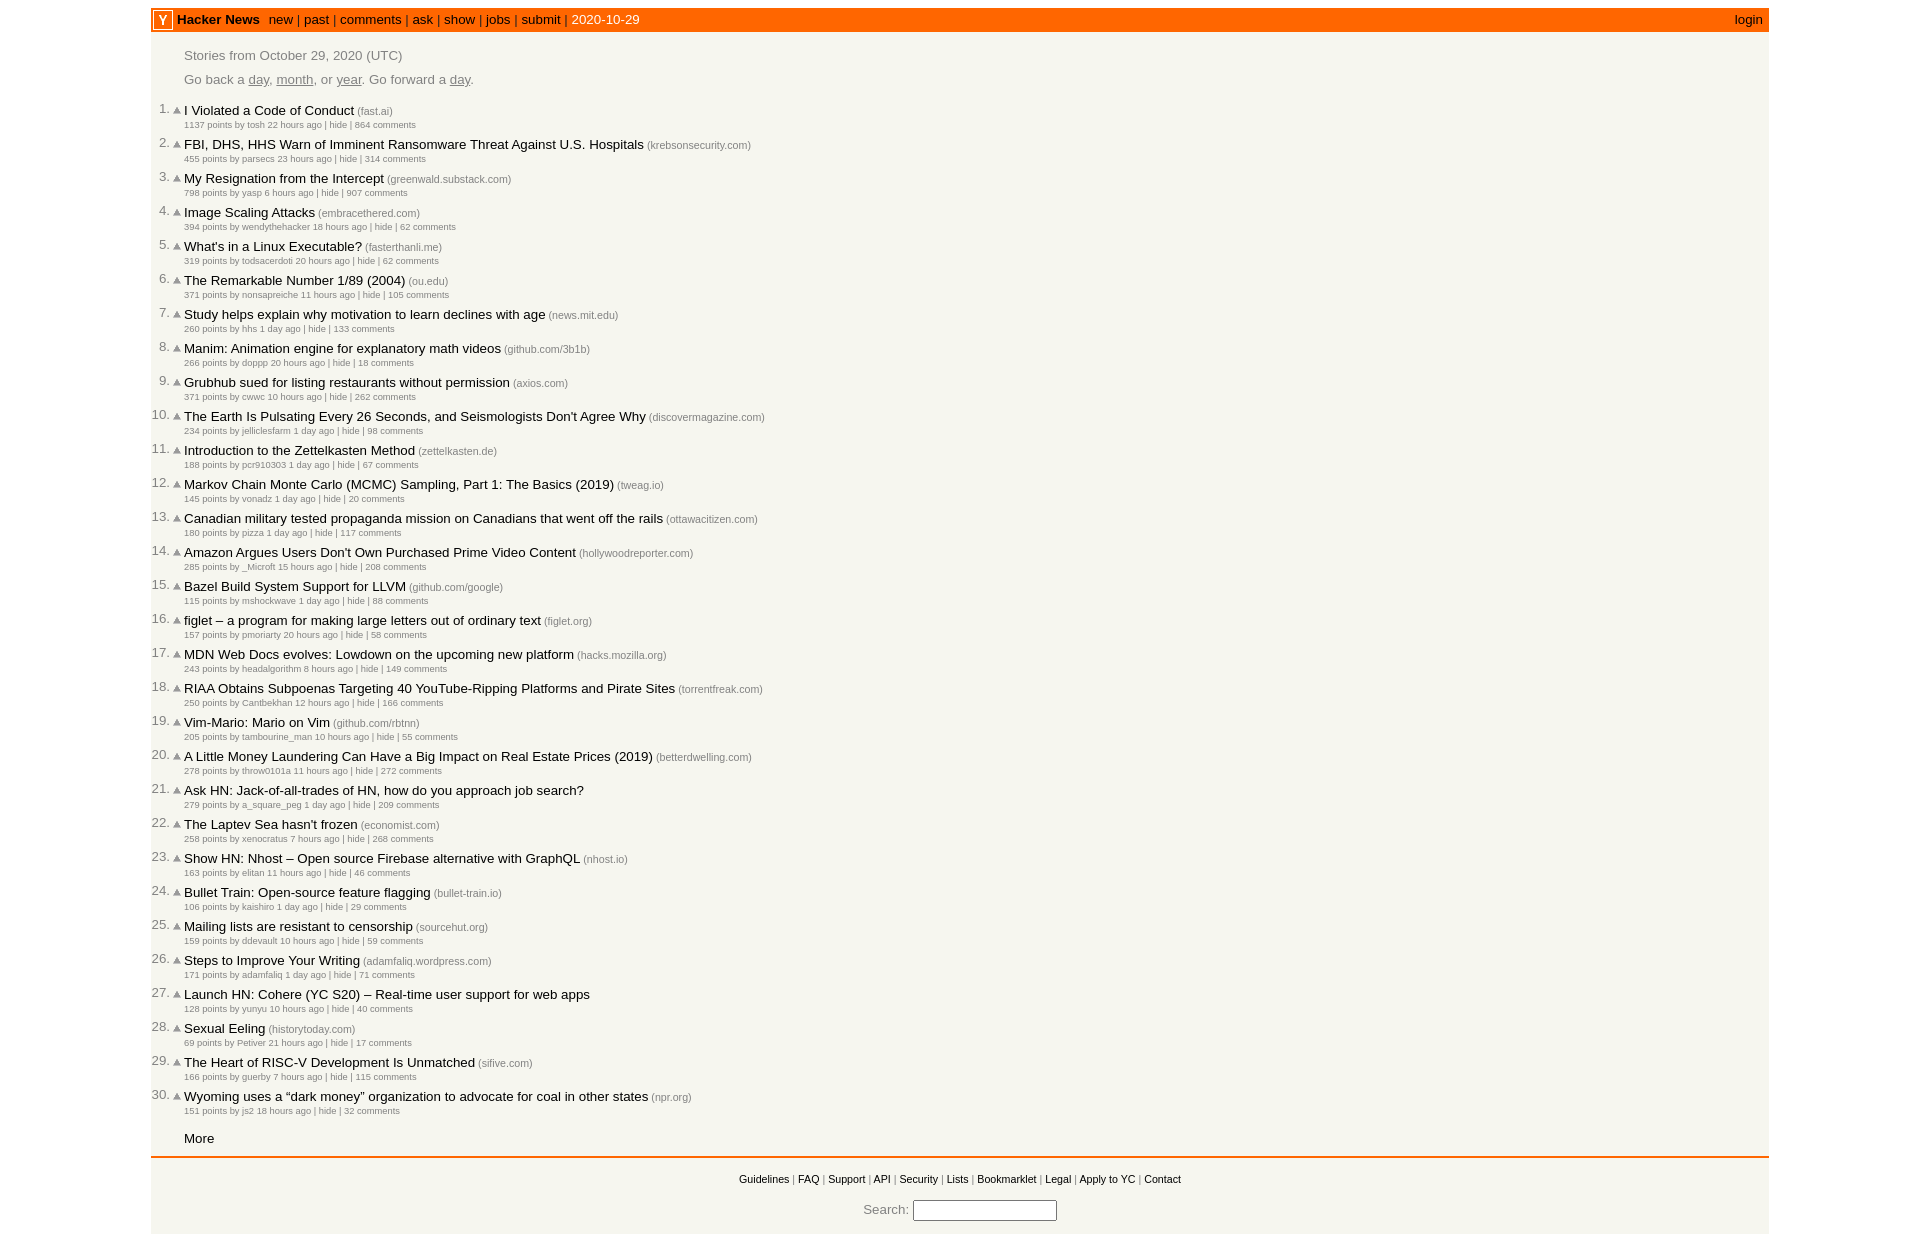 Y Hacker News new | past | comments | ask | show | jobs | submit | 2020-10-29 login
Stories from October 29, 2020 (UTC)
Go back a day, month, or year. Go forward a day.
1. I Violated a Code of Conduct (fast.ai)
1137 points by tosh 22 hours ago | hide | 864 comments
2. FBI, DHS, HHS Warn of Imminent Ransomware Threat Against U.S. Hospitals (krebsonsecurity.com)
455 points by parsecs 23 hours ago | hide | 314 comments
3. My Resignation from the Intercept (greenwald.substack.com)
798 points by yasp 6 hours ago | hide | 907 comments
4. Image Scaling Attacks (embracethered.com)
394 points by wendythehacker 18 hours ago | hide | 62 comments
5. What's in a Linux Executable? (fasterthanli.me)
319 points by todsacerdoti 20 hours ago | hide | 62 comments
6. The Remarkable Number 1/89 (2004) (ou.edu)
371 points by nonsapreiche 11 hours ago | hide | 105 comments
7. Study helps explain why motivation to learn declines with age (news.mit.edu)
260 points by hhs 1 day ago | hide | 133 comments
8. Manim: Animation engine for explanatory math videos (github.com/3b1b)
266 points by doppp 20 hours ago | hide | 18 comments
9. Grubhub sued for listing restaurants without permission (axios.com)
371 points by cwwc 10 hours ago | hide | 262 comments
10. The Earth Is Pulsating Every 26 Seconds, and Seismologists Don't Agree Why (discovermagazine.com)
234 points by jelliclesfarm 1 day ago | hide | 98 comments
11. Introduction to the Zettelkasten Method (zettelkasten.de)
188 points by pcr910303 1 day ago | hide | 67 comments
12. Markov Chain Monte Carlo (MCMC) Sampling, Part 1: The Basics (2019) (tweag.io)
145 points by vonadz 1 day ago | hide | 20 comments
13. Canadian military tested propaganda mission on Canadians that went off the rails (ottawacitizen.com)
180 points by pizza 1 day ago | hide | 117 comments
14. Amazon Argues Users Don't Own Purchased Prime Video Content (hollywoodreporter.com)
285 points by _Microft 15 hours ago | hide | 208 comments
15. Bazel Build System Support for LLVM (github.com/google)
115 points by mshockwave 1 day ago | hide | 88 comments
16. figlet – a program for making large letters out of ordinary text (figlet.org)
157 points by pmoriarty 20 hours ago | hide | 58 comments
17. MDN Web Docs evolves: Lowdown on the upcoming new platform (hacks.mozilla.org)
243 points by headalgorithm 8 hours ago | hide | 149 comments
18. RIAA Obtains Subpoenas Targeting 40 YouTube-Ripping Platforms and Pirate Sites (torrentfreak.com)
250 points by Cantbekhan 12 hours ago | hide | 166 comments
19. Vim-Mario: Mario on Vim (github.com/rbtnn)
205 points by tambourine_man 10 hours ago | hide | 55 comments
20. A Little Money Laundering Can Have a Big Impact on Real Estate Prices (2019) (betterdwelling.com)
278 points by throw0101a 11 hours ago | hide | 272 comments
21. Ask HN: Jack-of-all-trades of HN, how do you approach job search?
279 points by a_square_peg 1 day ago | hide | 209 comments
22. The Laptev Sea hasn't frozen (economist.com)
258 points by xenocratus 7 hours ago | hide | 268 comments
23. Show HN: Nhost – Open source Firebase alternative with GraphQL (nhost.io)
163 points by elitan 11 hours ago | hide | 46 comments
24. Bullet Train: Open-source feature flagging (bullet-train.io)
106 points by kaishiro 1 day ago | hide | 29 comments
25. Mailing lists are resistant to censorship (sourcehut.org)
159 points by ddevault 10 hours ago | hide | 59 comments
26. Steps to Improve Your Writing (adamfaliq.wordpress.com)
171 points by adamfaliq 1 day ago | hide | 71 comments
27. Launch HN: Cohere (YC S20) – Real-time user support for web apps
128 points by yunyu 10 hours ago | hide | 40 comments
28. Sexual Eeling (historytoday.com)
69 points by Petiver 21 hours ago | hide | 17 comments
29. The Heart of RISC-V Development Is Unmatched (sifive.com)
166 points by guerby 7 hours ago | hide | 115 comments
30. Wyoming uses a “dark money” organization to advocate for coal in other states (npr.org)
151 points by js2 18 hours ago | hide | 32 comments
More
Guidelines | FAQ | Support | API | Security | Lists | Bookmarklet | Legal | Apply to YC | Contact
Search: